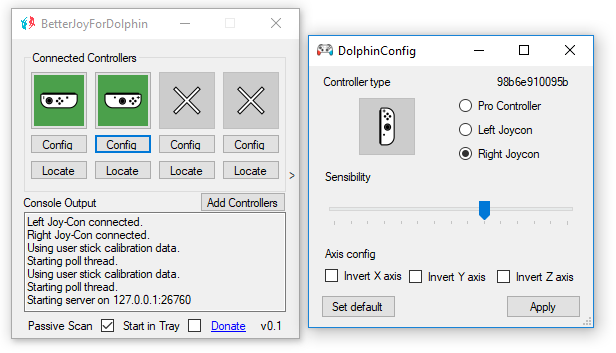 BetterJoyForDolphin
Connected Controllers
Config Config Config Config
Locate Locate Locate Locate
>
Console Output Add Controllers
Left Joy-Con connected.
Right Joy-Con connected.
Using user stick calibration data.
Starting poll thread.
Using user stick calibration data.
Starting poll thread.
Starting server on 127.0.0.1:26760
Passive Scan Start in Tray Donate v0.1
DolphinConfig
Controller type 98b6e910095b
Pro Controller
Left Joycon
Right Joycon
Sensibility
Axis config
Invert X axis Invert Y axis Invert Z axis
Set default Apply